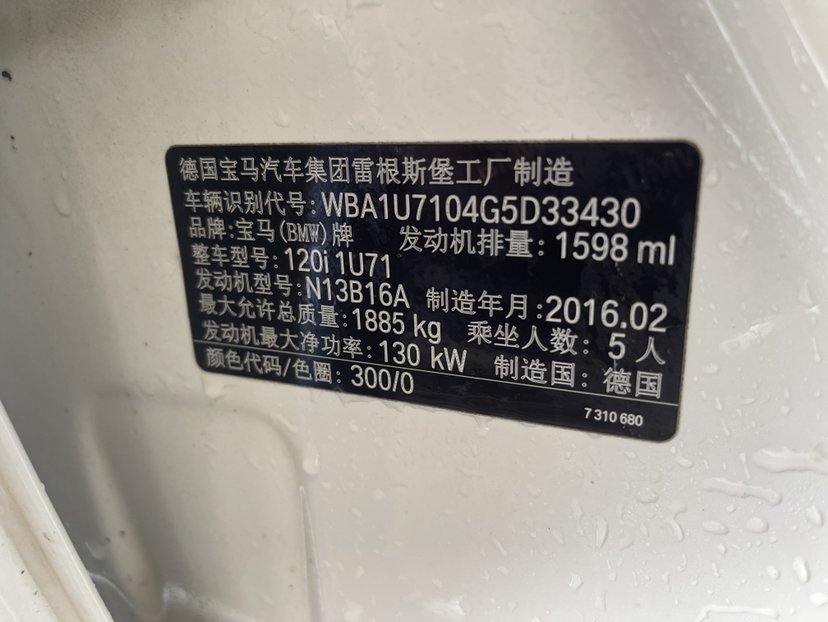 德国宝马汽车集团雷根斯堡工厂制造
车辆识别代号: WBA1U7104G5D33430
品牌: 宝马(BMW)牌 发动机排量: 1598 ml
整车型号: 120i 1U71
发动机型号: N13B16A 制造年月: 2016.02
最大允许总质量: 1885 kg 乘坐人数: 5 人
发动机最大净功率: 130 kW 制造国: 德国
颜色代码/色圈: 300/0
7 310 680